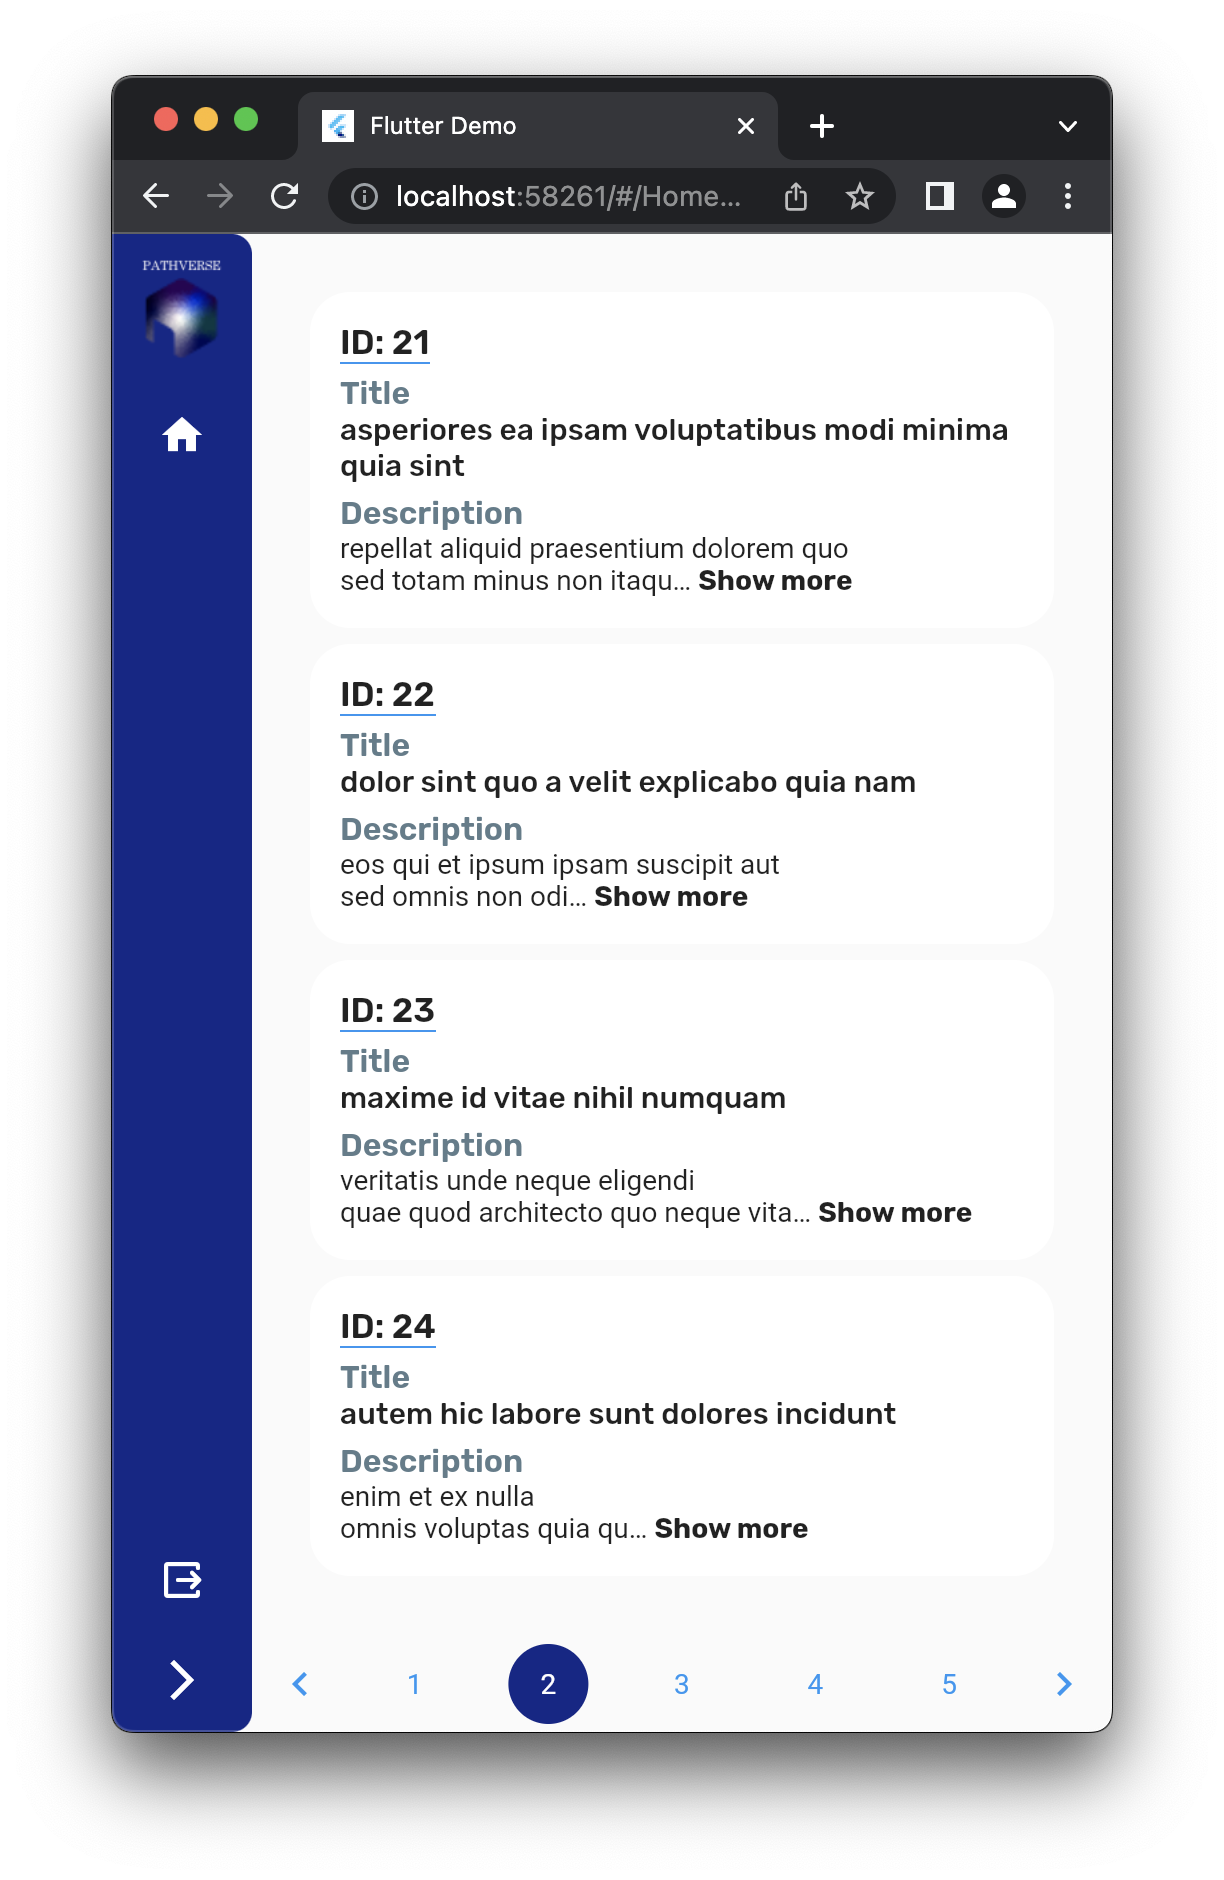 Flutter Demo
localhost:58261/#/Home...
PATHVERSE
ID: 21
Title
asperiores ea ipsam voluptatibus modi minima
quia sint
Description
repellat aliquid praesentium dolorem quo
sed totam minus non itaqu... Show more
ID: 22
Title
dolor sint quo a velit explicabo quia nam
Description
eos qui et ipsum ipsam suscipit aut
sed omnis non odi... Show more
ID: 23
Title
maxime id vitae nihil numquam
Description
veritatis unde neque eligendi
quae quod architecto quo neque vita... Show more
ID: 24
Title
autem hic labore sunt dolores incidunt
Description
enim et ex nulla
omnis voluptas quia qu... Show more
1 2 3 4 5